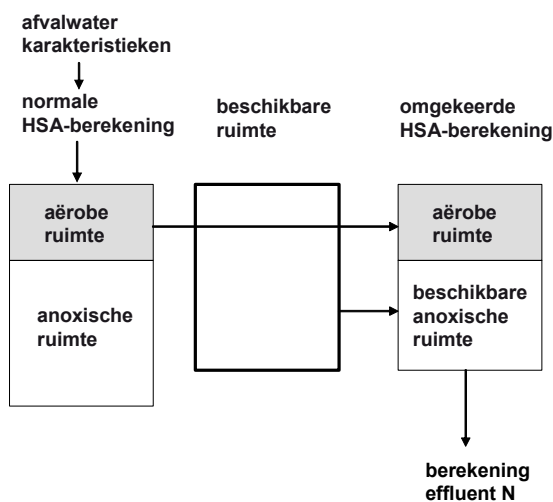 afvalwater
karakteristieken
normale
HSA-berekening
beschikbare
ruimte
omgekeerde
HSA-berekening
aërobe
ruimte
aërobe
ruimte
anoxische
ruimte
beschikbare
anoxische
ruimte
berekening
effluent N